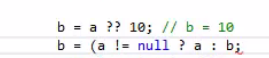 b = a ?? 10; // b = 10
b = (a != null ? a : b;